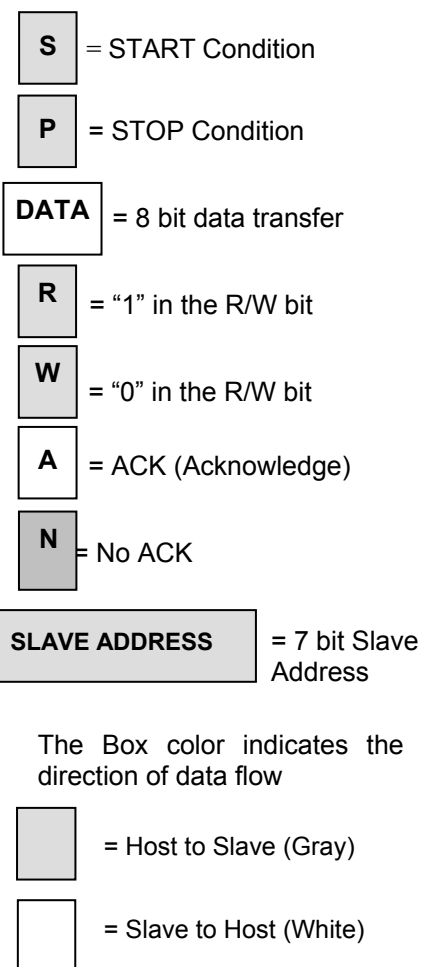 S = START Condition
P = STOP Condition
DATA = 8 bit data transfer
R = “1” in the R/W bit
W = “0” in the R/W bit
A = ACK (Acknowledge)
N = No ACK
SLAVE ADDRESS = 7 bit Slave
Address
The Box color indicates the
direction of data flow
= Host to Slave (Gray)
= Slave to Host (White)